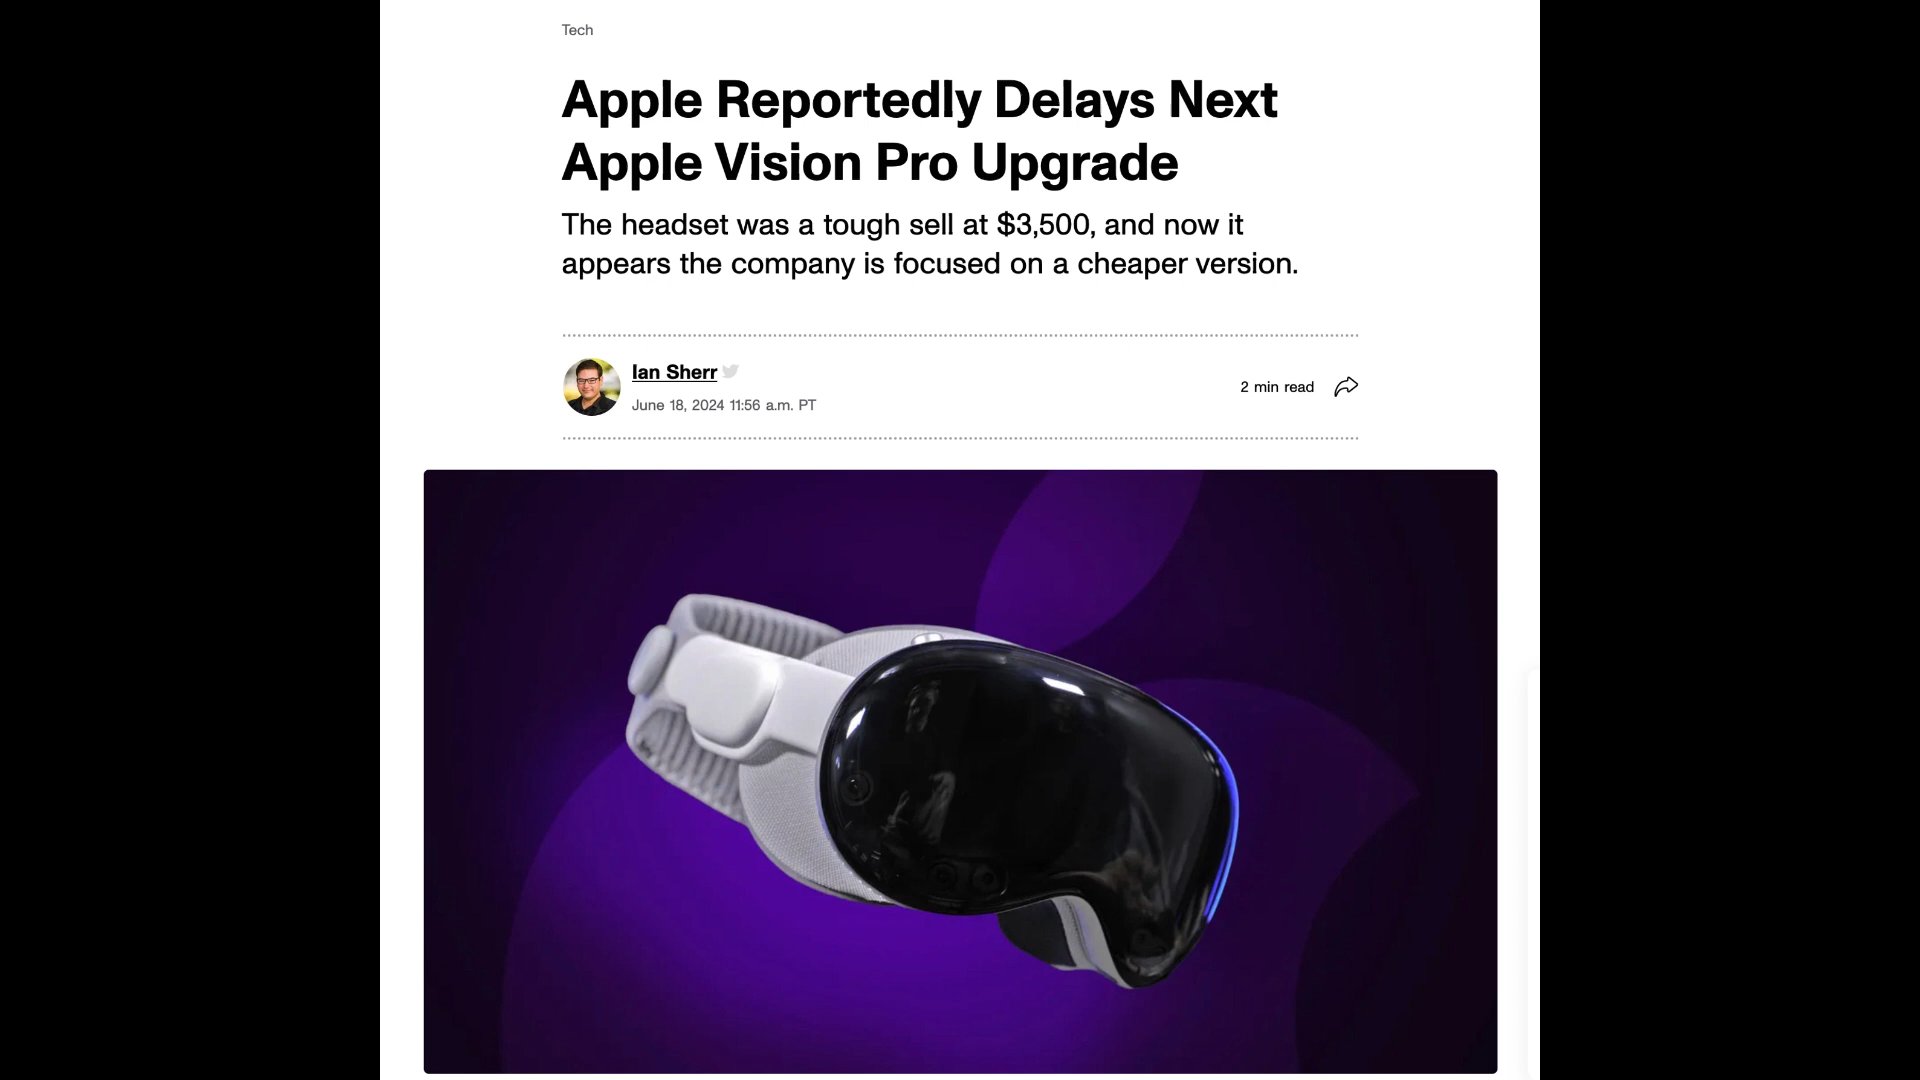 Tech
Apple Reportedly Delays Next
Apple Vision Pro Upgrade
The headset was a tough sell at $3,500, and now it
appears the company is focused on a cheaper version.
Ian Sherr
June 18, 2024 11:56 a.m. PT
2 min read